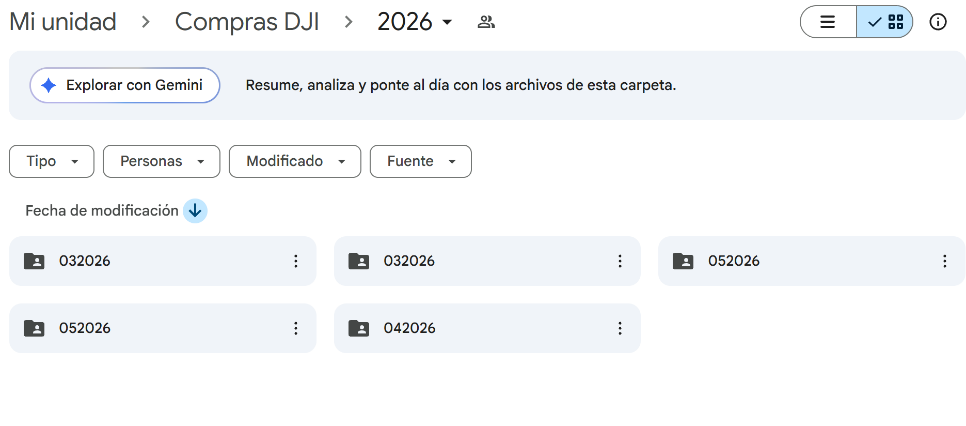 Mi unidad > Compras DJI > 2026
Explorar con Gemini Resume, analiza y ponte al día con los archivos de esta carpeta.
Tipo Personas Modificado Fuente
Fecha de modificación
032026 032026 052026
052026 042026